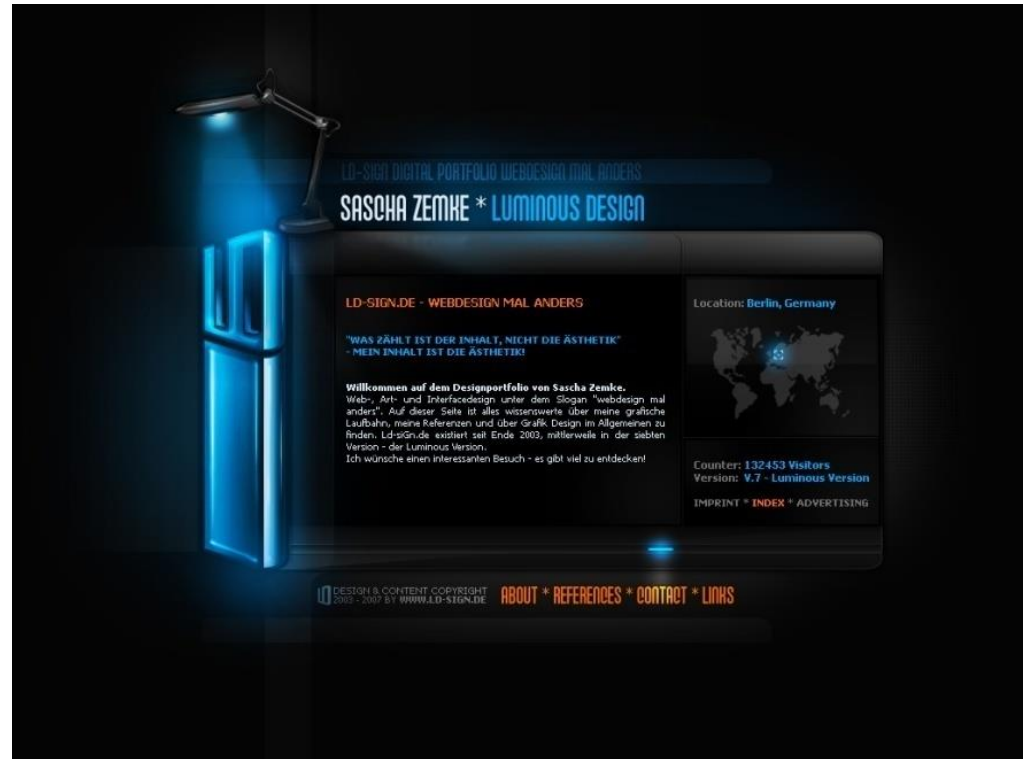 LD-SIGN DIGITAL PORTFOLIO WEBDESIGN MAL ANDERS
SASCHA ZEMKE * LUMINOUS DESIGN
LD-SIGN.DE - WEBDESIGN MAL ANDERS
"WAS ZÄHLT IST DER INHALT, NICHT DIE ÄSTHETIK"
- MEIN INHALT IST DIE ÄSTHETIK!
Willkommen auf dem Designportfolio von Sascha Zemke.
Web-, Art- und Interfacedesign unter dem Slogan "webdesign mal
anders". Auf dieser Seite ist alles wissenswerte über meine grafische
Laufbahn, meine Referenzen und über Grafik Design im Allgemeinen zu
finden. Ld-siGn.de existiert seit Ende 2003, mittlerweile in der siebten
Version - der Luminous Version.
Ich wünsche einen interessanten Besuch - es gibt viel zu entdecken!
Location: Berlin, Germany
Counter: 132453 Visitors
Version: V.7 - Luminous Version
IMPRINT * INDEX * ADVERTISING
DESIGN & CONTENT COPYRIGHT
2003 - 2007 BY WWW.LD-SIGN.DE
ABOUT * REFERENCES * CONTACT * LINKS